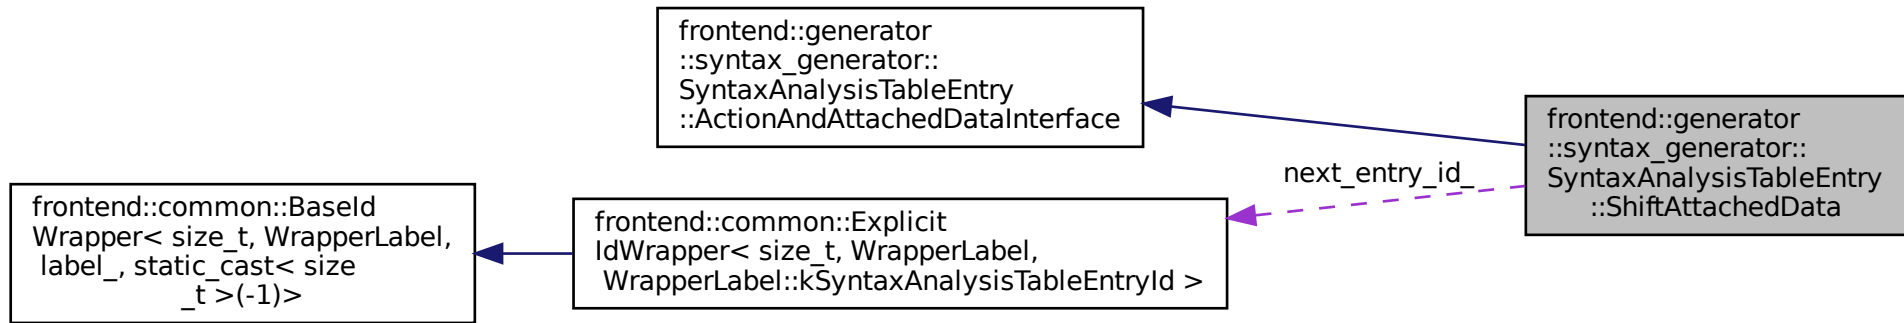 frontend::generator
::syntax_generator::
SyntaxAnalysisTableEntry
::ActionAndAttachedDataInterface
frontend::generator
::syntax_generator::
SyntaxAnalysisTableEntry
::ShiftAttachedData
next_entry_id_
frontend::common::BaseId
Wrapper< size_t, WrapperLabel,
label_, static_cast< size
_t >(-1)>
frontend::common::Explicit
IdWrapper< size_t, WrapperLabel,
WrapperLabel::kSyntaxAnalysisTableEntryId >